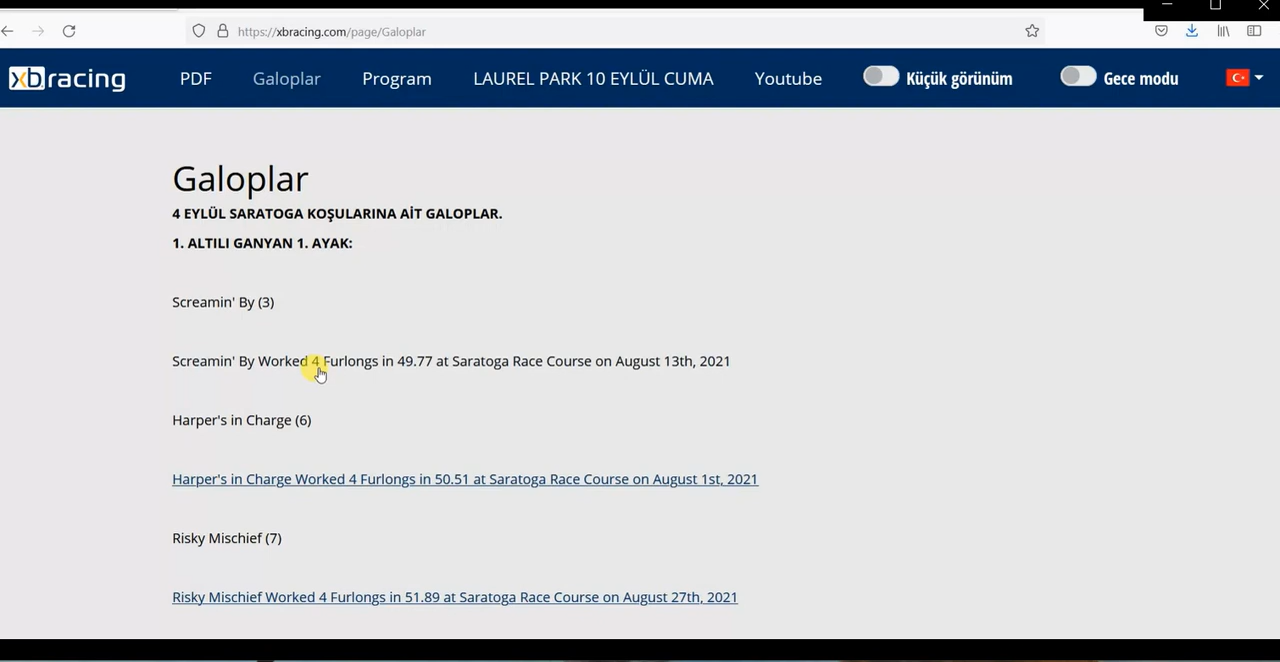 https://xbracing.com/page/Galoplar
xbracing PDF Galoplar Program LAUREL PARK 10 EYLÜL CUMA Youtube Küçük görünüm Gece modu
Galoplar
4 EYLÜL SARATOGA KOŞULARINA AİT GALOPLAR.
1. ALTILI GANYAN 1. AYAK:
Screamin' By (3)
Screamin' By Worked 4 Furlongs in 49.77 at Saratoga Race Course on August 13th, 2021
Harper's in Charge (6)
Harper's in Charge Worked 4 Furlongs in 50.51 at Saratoga Race Course on August 1st, 2021
Risky Mischief (7)
Risky Mischief Worked 4 Furlongs in 51.89 at Saratoga Race Course on August 27th, 2021